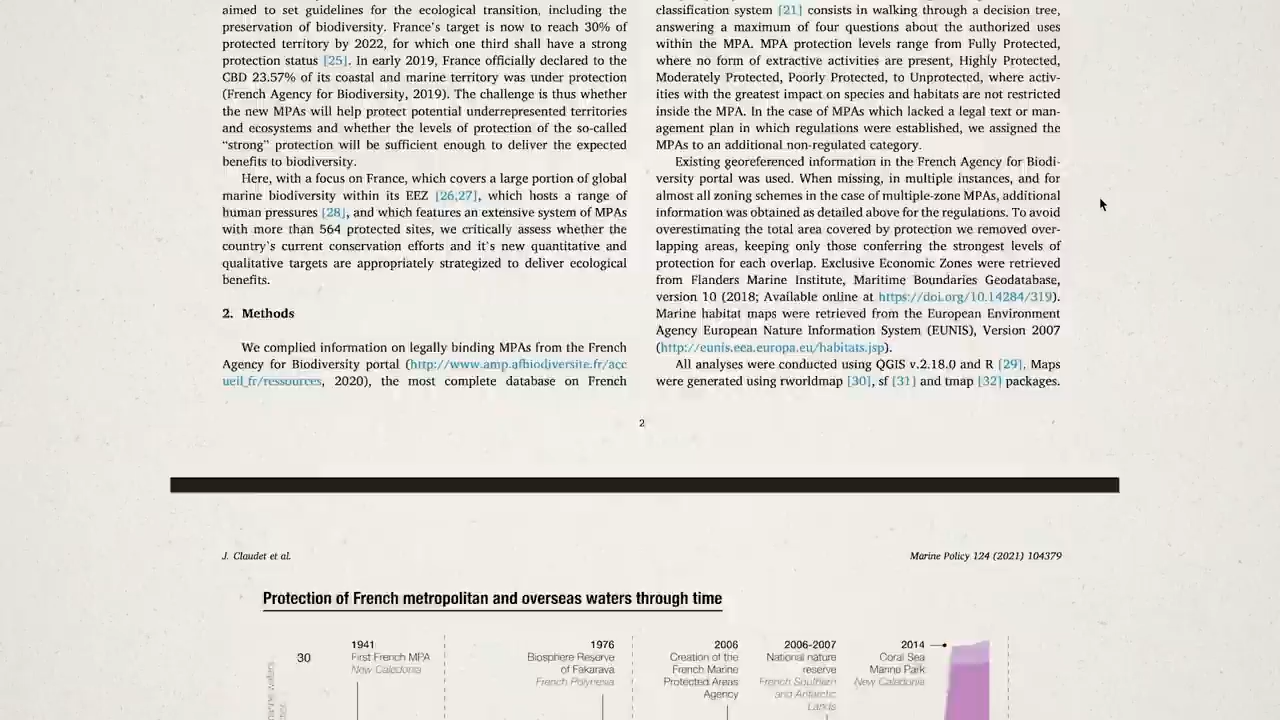 aimed to set guidelines for the ecological transition, including the
preservation of biodiversity. France's target is now to reach 30% of
protected territory by 2022, for which one third shall have a strong
protection status [25]. In early 2019, France officially declared to the
CBD 23.57% of its coastal and marine territory was under protection
(French Agency for Biodiversity, 2019). The challenge is thus whether
the new MPAs will help protect potential underrepresented territories
and ecosystems and whether the levels of protection of the so-called
“strong” protection will be sufficient enough to deliver the expected
benefits to biodiversity.
Here, with a focus on France, which covers a large portion of global
marine biodiversity within its EEZ [26,27], which hosts a range of
human pressures [28], and which features an extensive system of MPAs
with more than 564 protected sites, we critically assess whether the
country's current conservation efforts and it's new quantitative and
qualitative targets are appropriately strategized to deliver ecological
benefits.
2. Methods
We complied information on legally binding MPAs from the French
Agency for Biodiversity portal (http://www.amp.afbiodiversite.fr/acc
ueil_fr/ressources, 2020), the most complete database on French
classification system [21] consists in walking through a decision tree,
answering a maximum of four questions about the authorized uses
within the MPA. MPA protection levels range from Fully Protected,
where no form of extractive activities are present, Highly Protected,
Moderately Protected, Poorly Protected, to Unprotected, where activ-
ities with the greatest impact on species and habitats are not restricted
inside the MPA. In the case of MPAs which lacked a legal text or man-
agement plan in which regulations were established, we assigned the
MPAs to an additional non-regulated category.
Existing georeferenced information in the French Agency for Biodi-
versity portal was used. When missing, in multiple instances, and for
almost all zoning schemes in the case of multiple-zone MPAs, additional
information was obtained as detailed above for the regulations. To avoid
overestimating the total area covered by protection we removed over-
lapping areas, keeping only those conferring the strongest levels of
protection for each overlap. Exclusive Economic Zones were retrieved
from Flanders Marine Institute, Maritime Boundaries Geodatabase,
version 10 (2018; Available online at https://doi.org/10.14284/319).
Marine habitat maps were retrieved from the European Environment
Agency European Nature Information System (EUNIS), Version 2007
(http://eunis.eea.europa.eu/habitats.jsp).
All analyses were conducted using QGIS v.2.18.0 and R [29]. Maps
were generated using rworldmap [30], sf [31] and tmap [32] packages.
2
J. Claudet et al.
Marine Policy 124 (2021) 104379
Protection of French metropolitan and overseas waters through time
30
1941
First French MPA
New Caledonia
1976
Biosphere Reserve
of Fakarava
French Polynesia
2006
Creation of the
French Marine
Protected Areas
Agency
2006-2007
National nature
reserve
French Southern
and Antarctic
Lands
2014
Coral Sea
Marine Park
New Caledonia